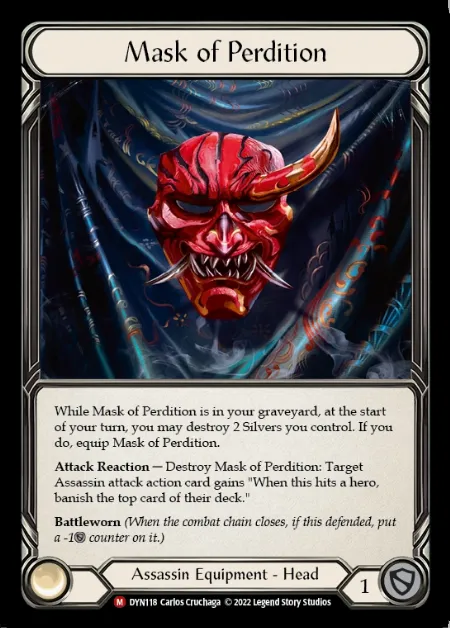 Mask of Perdition
While Mask of Perdition is in your graveyard, at the start
of your turn, you may destroy 2 Silvers you control. If you
do, equip Mask of Perdition.
Attack Reaction — Destroy Mask of Perdition: Target
Assassin attack action card gains "When this hits a hero,
banish the top card of their deck."
Battleworn (When the combat chain closes, if this defended, put
a -1 counter on it.)
Assassin Equipment - Head
1
M DYN118 Carlos Cruchaga © 2022 Legend Story Studios